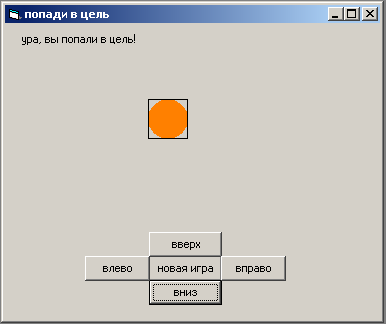 попади в цель
ура, вы попали в цель!
вверх
влево новая игра вправо
вниз